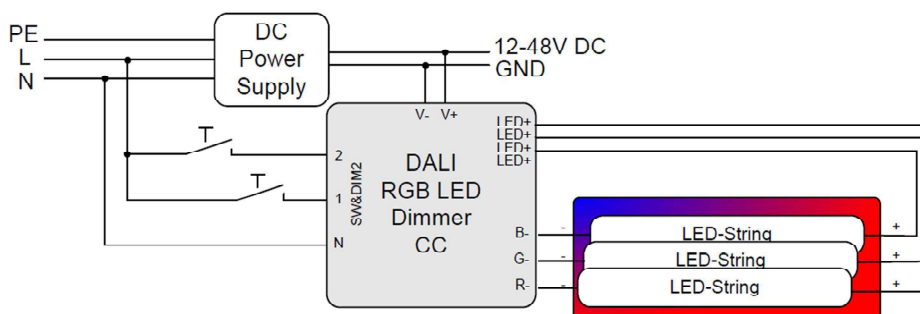 PE
L
N
DC
Power
Supply
12-48V DC
GND
V- V+
LED+
LED+
LED+
LED+
T
2
T
1
SW&DIM2
N
DALI
RGB LED
Dimmer
CC
B-
G-
R-
- LED-String +
- LED-String +
- LED-String +